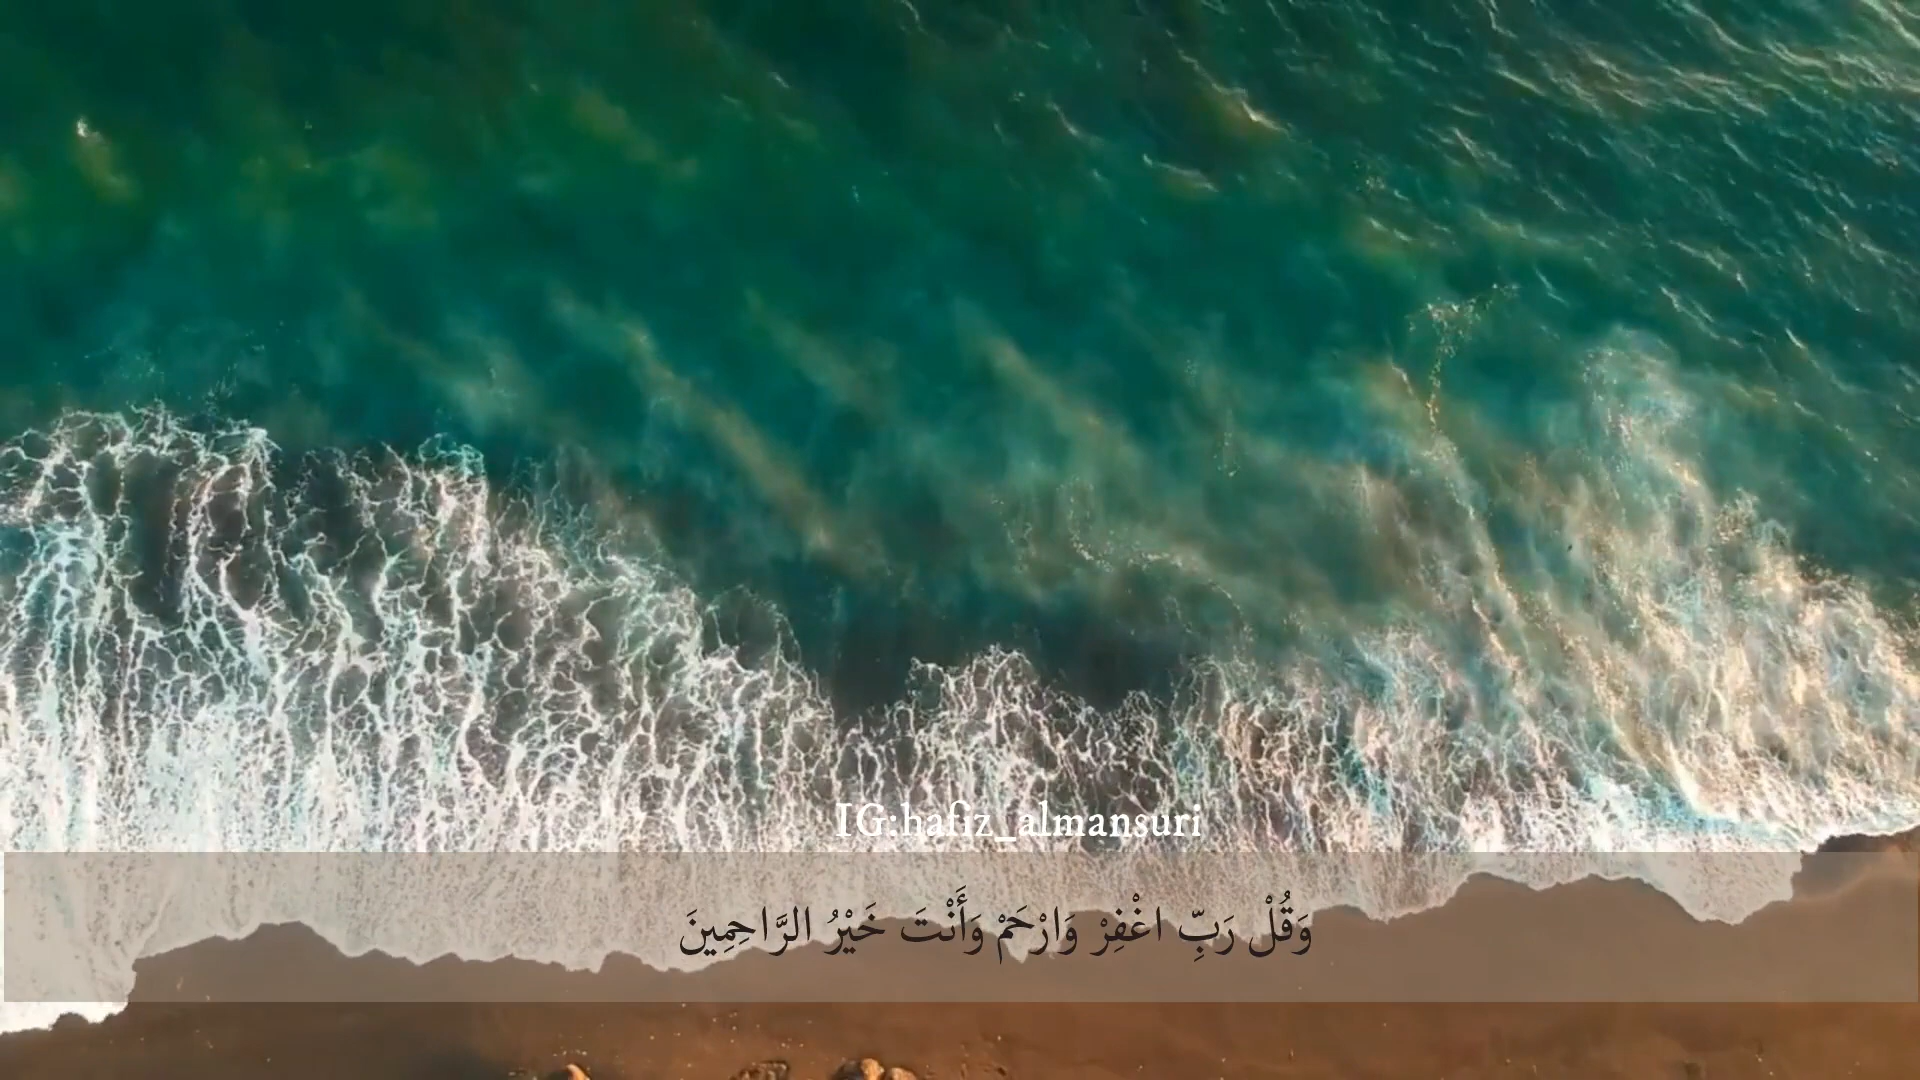 IG:hafiz_almansuri
وَقُلْ رَبِّ اغْفِرْ وَارْحَمْ وَأَنْتَ خَيْرُ الرَّاحِمِينَ